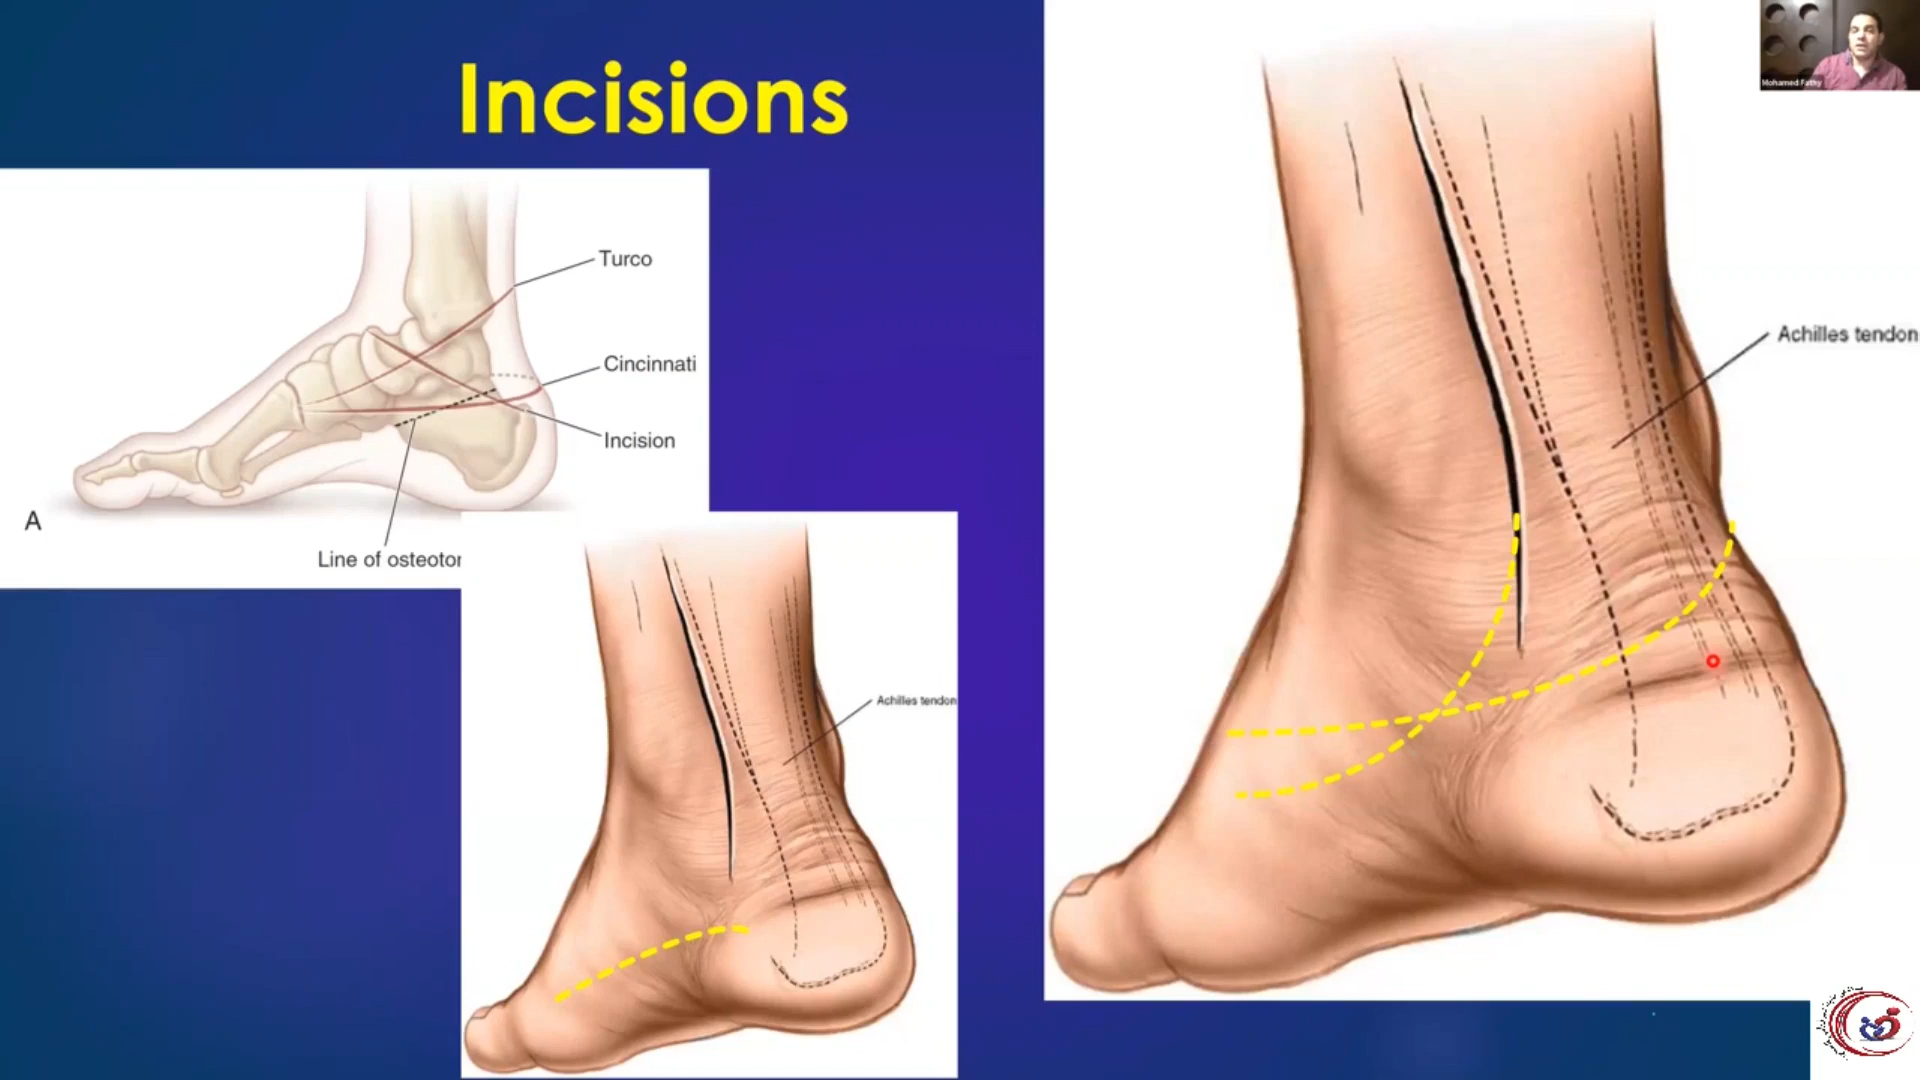 Incisions
Mohamed Fathy
Turco
Cincinnati
Incision
A
Line of osteotor
Achilles tendon
Achilles tendon